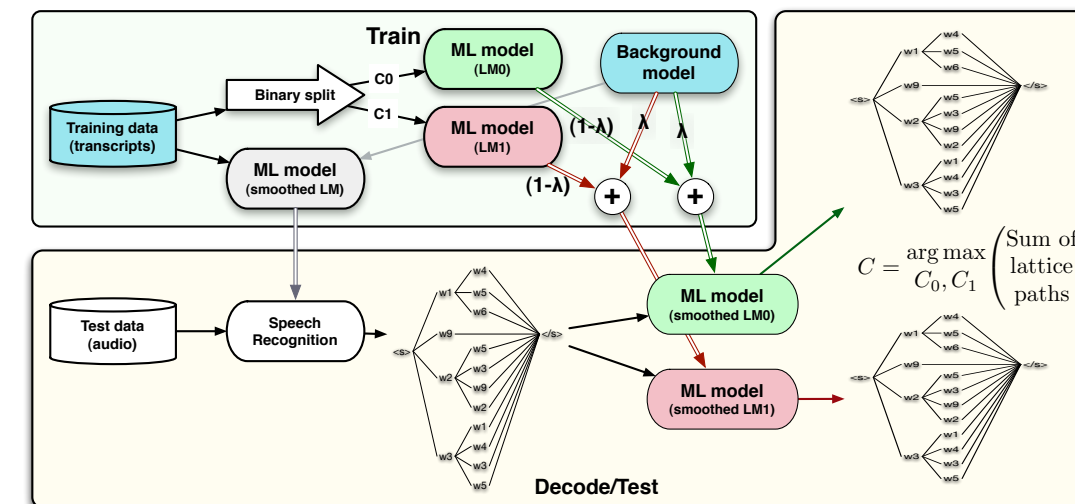 Train
Training data
(transcripts)
Binary split
C0
C1
ML model
(LM0)
ML model
(LM1)
Background
model
ML model
(smoothed LM)
(1-λ)
λ
λ
(1-λ)
+
+
Test data
(audio)
Speech
Recognition
<s>
w1
w4
w5
w6
w9
w2
w5
w3
w9
w2
w3
w1
w4
w3
w5
</s>
ML model
(smoothed LM0)
ML model
(smoothed LM1)
Decode/Test
<s>
w1
w4
w5
w6
w9
w2
w5
w3
w9
w2
w3
w1
w4
w3
w5
</s>
C = arg max C₀, C₁ (Sum of
lattice
paths
<s>
w1
w4
w5
w6
w9
w2
w5
w3
w9
w2
w3
w1
w4
w3
w5
</s>